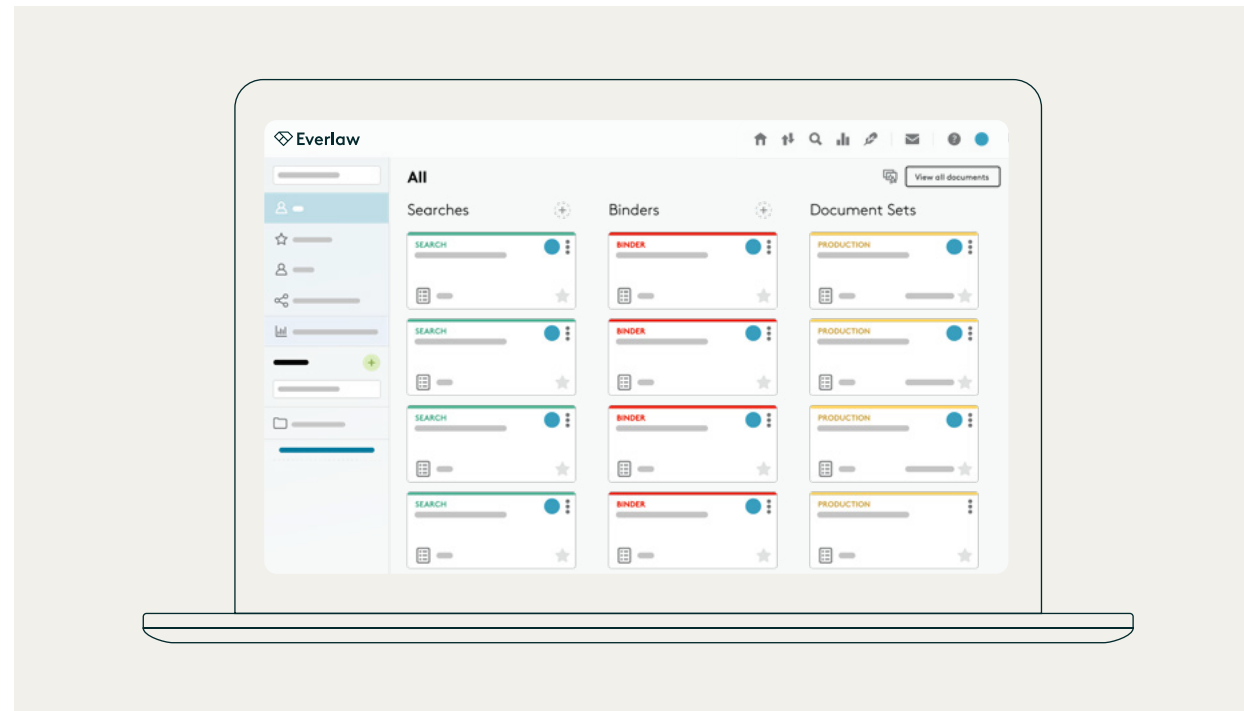 Everlaw
All
View all documents
Searches Binders Document Sets
SEARCH BINDER PRODUCTION
SEARCH BINDER PRODUCTION
SEARCH BINDER PRODUCTION
SEARCH BINDER PRODUCTION